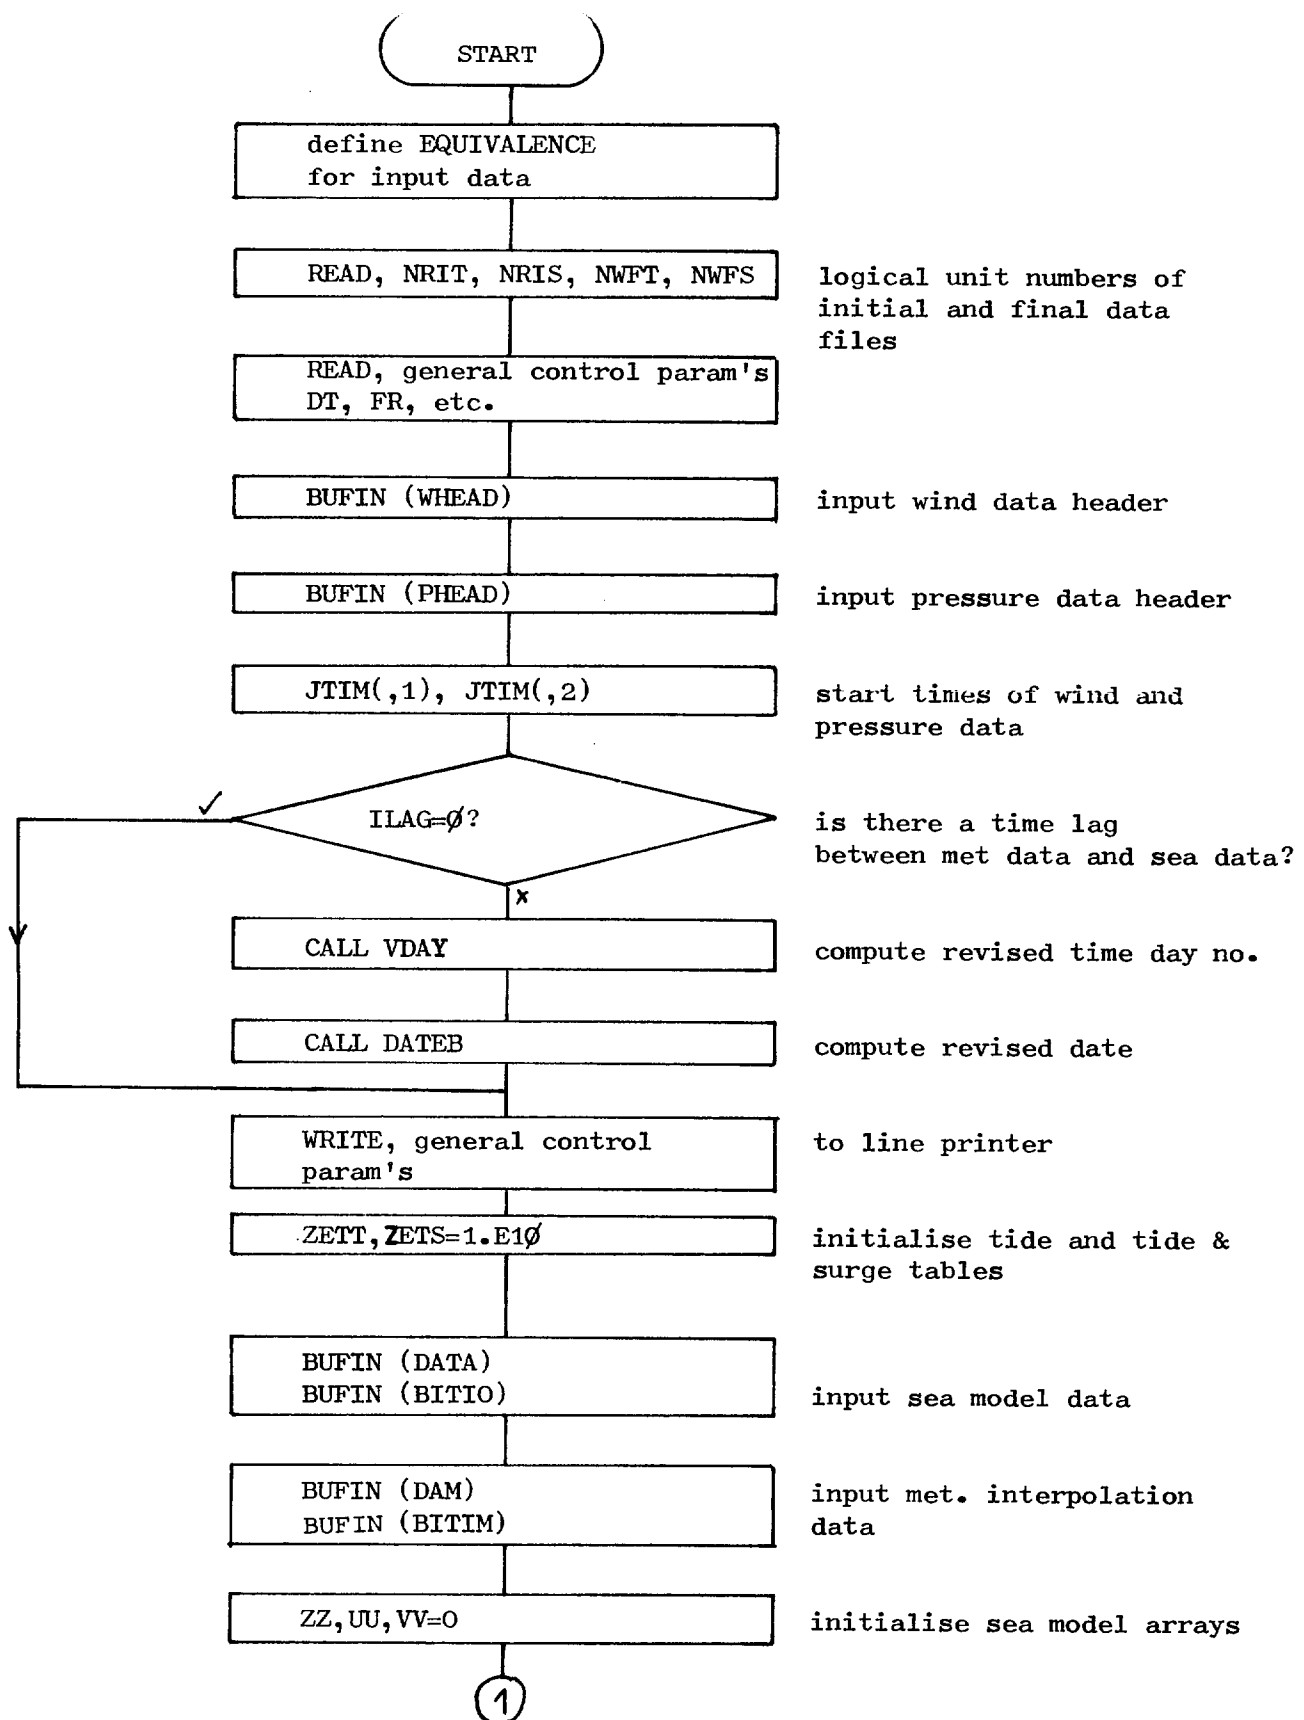 START
define EQUIVALENCE
for input data
READ, NRIT, NRIS, NWFT, NWFS
logical unit numbers of
initial and final data
files
READ, general control param's
DT, FR, etc.
BUFIN (WHEAD)
input wind data header
BUFIN (PHEAD)
input pressure data header
JTIM(,1), JTIM(,2)
start times of wind and
pressure data
✓
ILAG=Ø?
is there a time lag
between met data and sea data?
x
CALL VDAY
compute revised time day no.
CALL DATEB
compute revised date
WRITE, general control
param's
to line printer
ZETT,ZETS=1.E1Ø
initialise tide and tide &
surge tables
BUFIN (DATA)
BUFIN (BITIO)
input sea model data
BUFIN (DAM)
BUFIN (BITIM)
input met. interpolation
data
ZZ,UU,VV=O
initialise sea model arrays
1